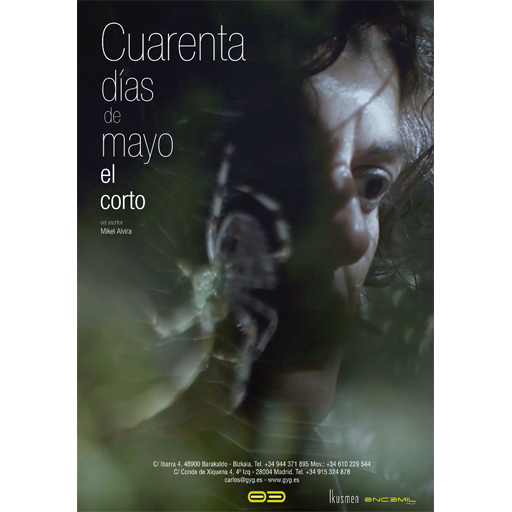 Cuarenta
días
de
mayo
el
corto
del escritor
Mikel Alvira
C/ Ibarra 4, 48900 Barakaldo - Bizkaia. Tel. +34 944 371 895 Mov.: +34 610 229 544
C/ Conde de Xiquena 4, 4º Izq - 28004 Madrid. Tel. +34 915 324 878
carlos@gyg.es - www.gyg.es
Ikusmen
ENCEMIL